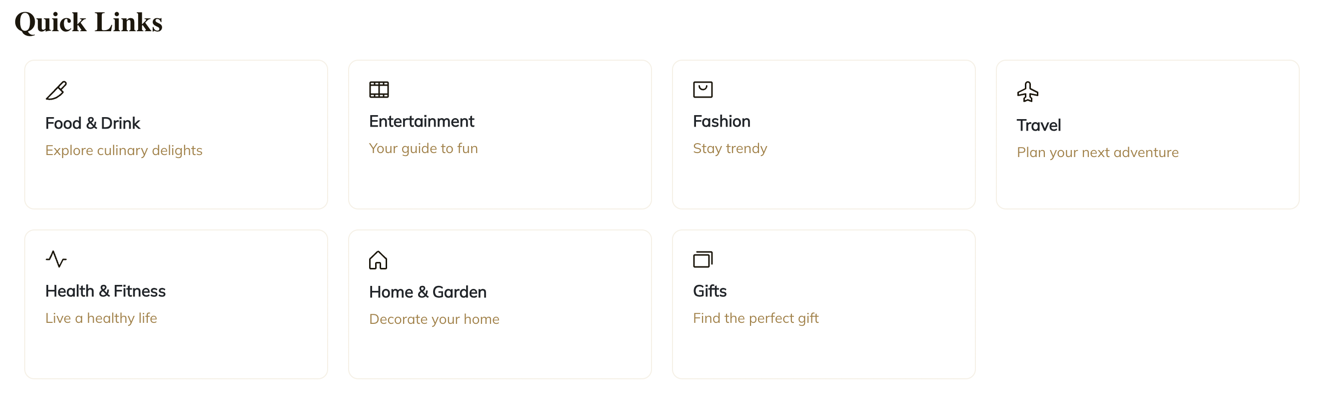 Quick Links
Food & Drink
Explore culinary delights
Entertainment
Your guide to fun
Fashion
Stay trendy
Travel
Plan your next adventure
Health & Fitness
Live a healthy life
Home & Garden
Decorate your home
Gifts
Find the perfect gift